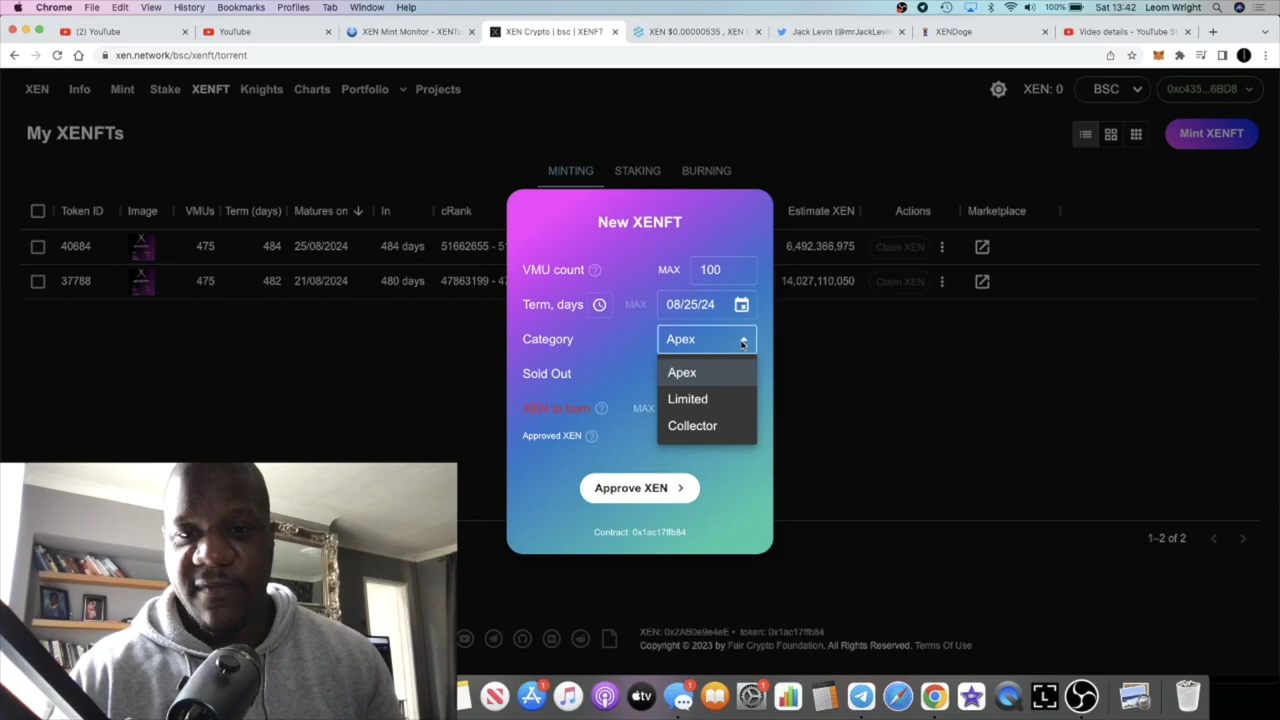 Chrome File Edit View History Bookmarks Profiles Tab Window Help 100% Sat 13:42 Leom Wright
(2) YouTube YouTube XEN Mint Monitor - XENTu XEN Crypto | bsc | XENFT XEN $0.00000535 , XEN Jack Levin (@mrJackLevin XENDoge Video details - YouTube S
xen.network/bsc/xenft/torrent
XEN Info Mint Stake XENFT Knights Charts Portfolio Projects XEN: 0 BSC 0xc435...6BD8
My XENFTs Mint XENFT
MINTING STAKING BURNING
Token ID Image VMUs Term (days) Matures on In cRank Estimate XEN Actions Marketplace
40684 475 484 25/08/2024 484 days 51662655 - 5 6,492,366,975 Claim XEN
37788 475 482 21/08/2024 480 days 47863199 - 4 14,027,110,050 Claim XEN
New XENFT
VMU count MAX 100
Term, days MAX 08/25/24
Category Apex
Sold Out Apex
Limited
XEN to burn MAX
Collector
Approved XEN
Approve XEN
Contract: 0x1ac17ffb84
1–2 of 2
XEN: 0x2AB0e9e4eE • token: 0x1ac17ffb84
Copyright © 2023 by Fair Crypto Foundation. All Rights Reserved. Terms Of Use
tv